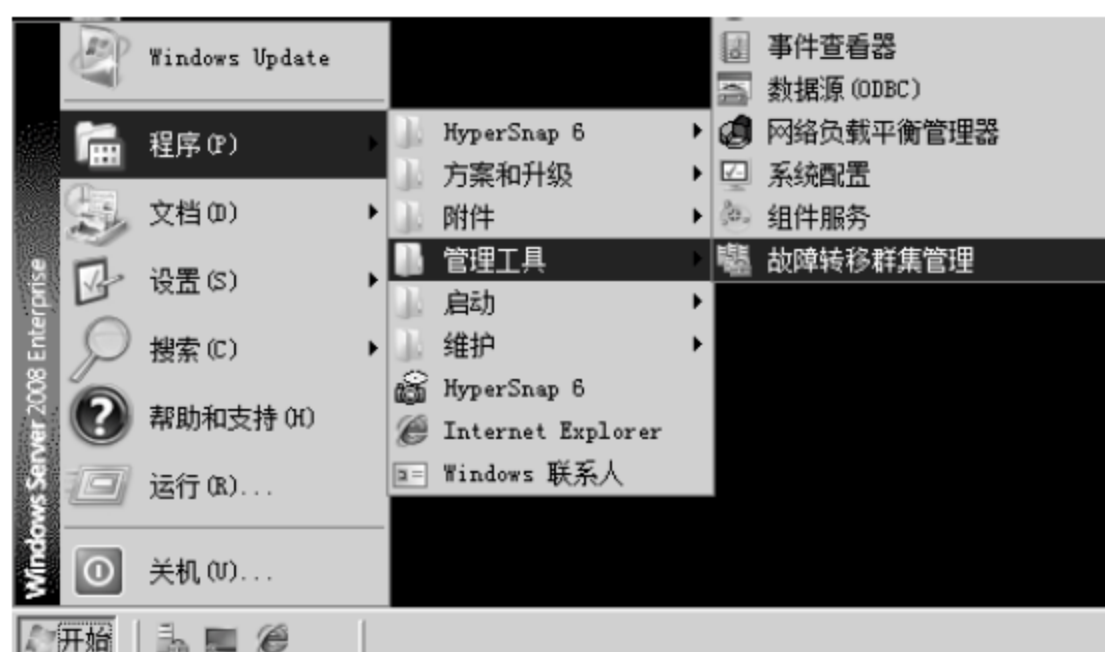 Windows Update
程序(P)
文档(D)
设置(S)
搜索(C)
帮助和支持(H)
运行(R)...
关机(U)...
Windows Server 2008 Enterprise
HyperSnap 6
方案和升级
附件
管理工具
启动
维护
HyperSnap 6
Internet Explorer
Windows 联系人
事件查看器
数据源(ODBC)
网络负载平衡管理器
系统配置
组件服务
故障转移群集管理
开始